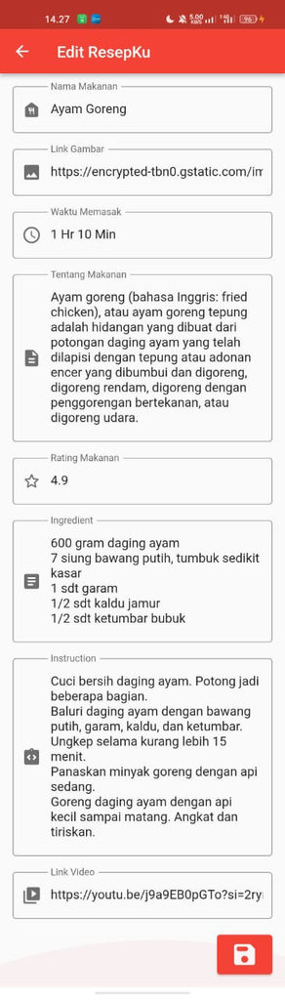 14.27
5.00
KB/S
96
Edit ResepKu
Nama Makanan
Ayam Goreng
Link Gambar
https://encrypted-tbn0.gstatic.com/im
Waktu Memasak
1 Hr 10 Min
Tentang Makanan
Ayam goreng (bahasa Inggris: fried
chicken), atau ayam goreng tepung
adalah hidangan yang dibuat dari
potongan daging ayam yang telah
dilapisi dengan tepung atau adonan
encer yang dibumbui dan digoreng,
digoreng rendam, digoreng dengan
penggorengan bertekanan, atau
digoreng udara.
Rating Makanan
4.9
Ingredient
600 gram daging ayam
7 siung bawang putih, tumbuk sedikit
kasar
1 sdt garam
1/2 sdt kaldu jamur
1/2 sdt ketumbar bubuk
Instruction
Cuci bersih daging ayam. Potong jadi
beberapa bagian.
Baluri daging ayam dengan bawang
putih, garam, kaldu, dan ketumbar.
Ungkep selama kurang lebih 15
menit.
Panaskan minyak goreng dengan api
sedang.
Goreng daging ayam dengan api
kecil sampai matang. Angkat dan
tiriskan.
Link Video
https://youtu.be/j9a9EB0pGTo?si=2ry